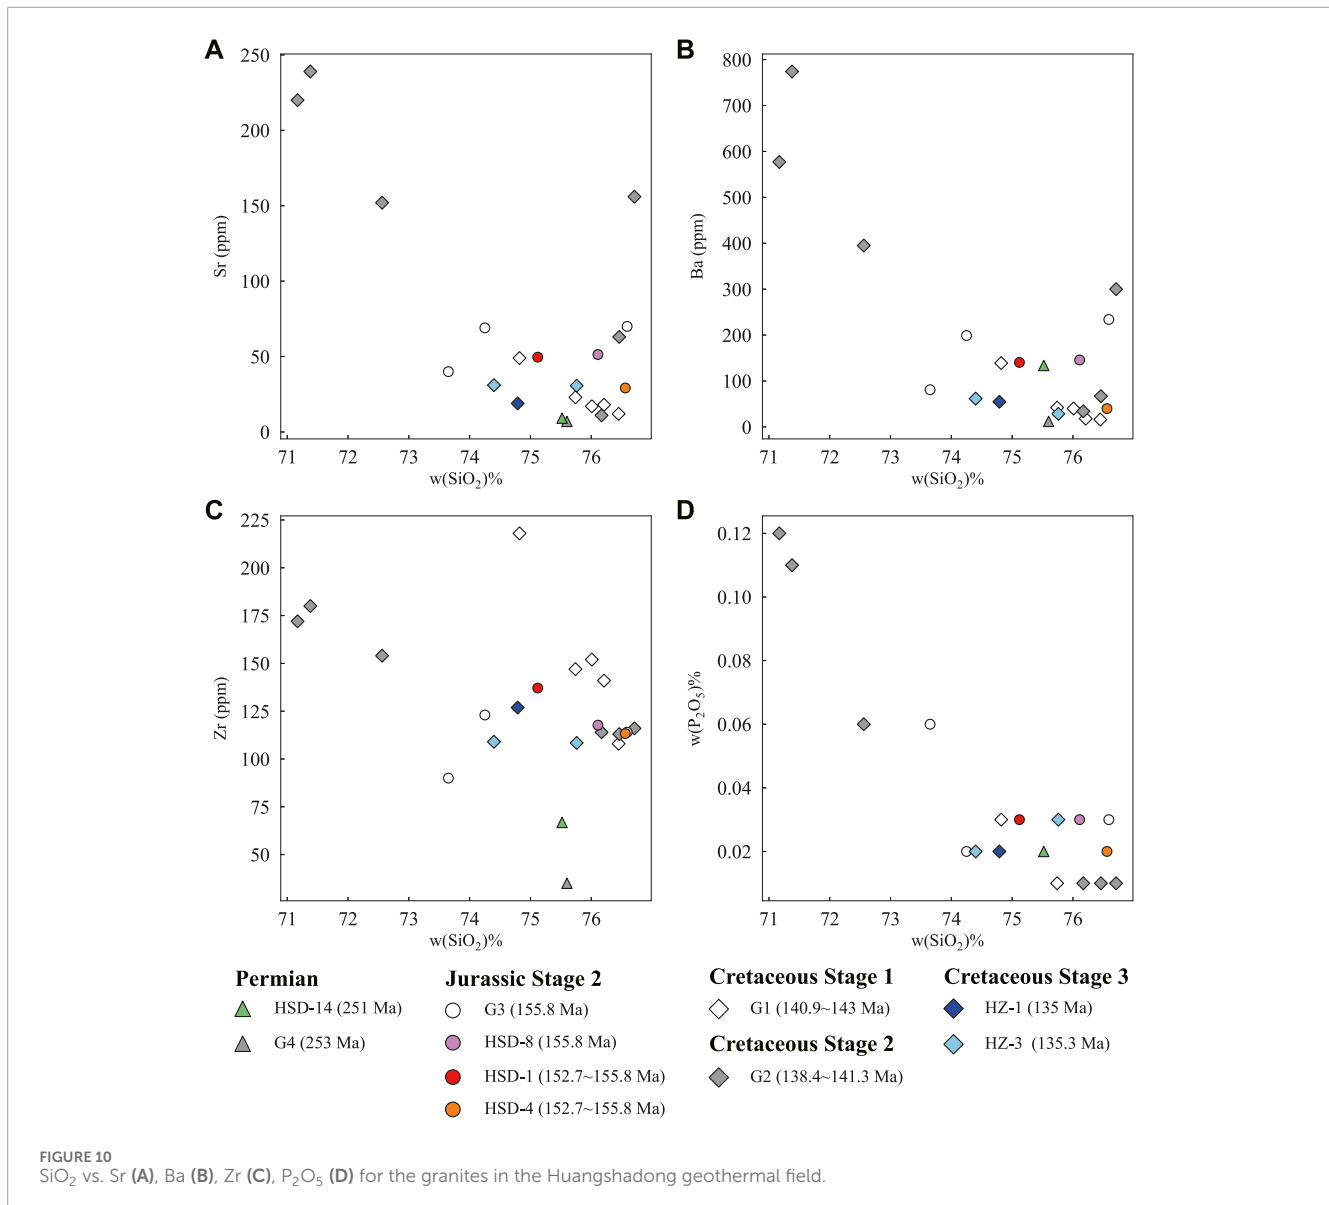 A
250
200
150
100
50
0
Sr (ppm)
71 72 73 74 75 76
w(SiO₂)%
B
800
700
600
500
400
300
200
100
0
Ba (ppm)
71 72 73 74 75 76
w(SiO₂)%
C
225
200
175
150
125
100
75
50
Zr (ppm)
71 72 73 74 75 76
w(SiO₂)%
D
0.12
0.10
0.08
0.06
0.04
0.02
w(P₂O₅)%
71 72 73 74 75 76
w(SiO₂)%
Permian
HSD-14 (251 Ma)
G4 (253 Ma)
Jurassic Stage 2
G3 (155.8 Ma)
HSD-8 (155.8 Ma)
HSD-1 (152.7~155.8 Ma)
HSD-4 (152.7~155.8 Ma)
Cretaceous Stage 1
G1 (140.9~143 Ma)
Cretaceous Stage 2
G2 (138.4~141.3 Ma)
Cretaceous Stage 3
HZ-1 (135 Ma)
HZ-3 (135.3 Ma)
FIGURE 10
SiO₂ vs. Sr (A), Ba (B), Zr (C), P₂O₅ (D) for the granites in the Huangshadong geothermal field.